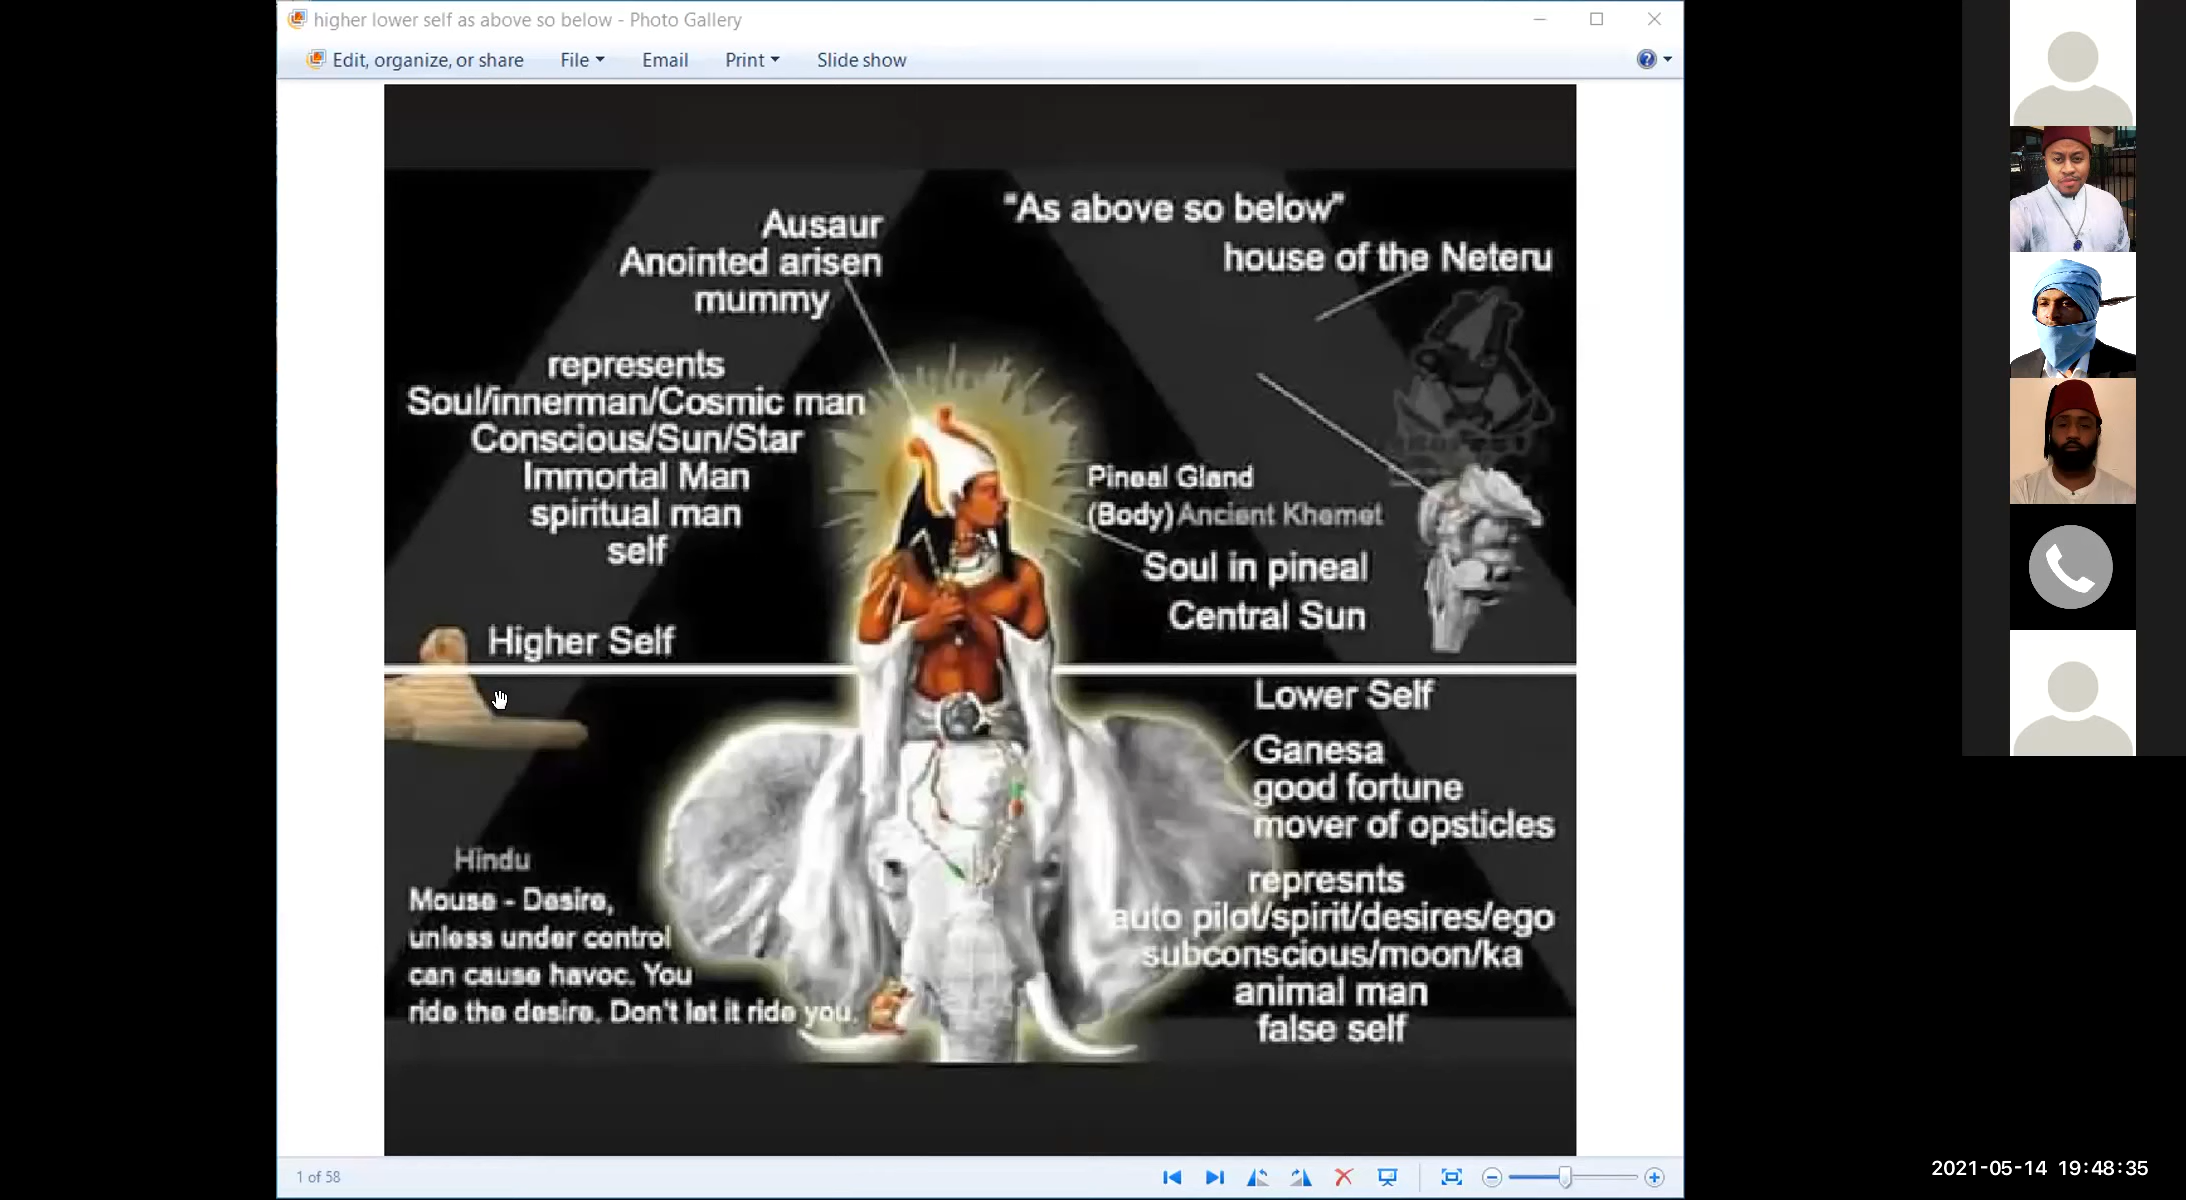 higher lower self as above so below - Photo Gallery
Edit, organize, or share File Email Print Slide show
"As above so below"
house of the Neteru
Ausaur
Anointed arisen
mummy
represents
Soul/innerman/Cosmic man
Conscious/Sun/Star
Immortal Man
spiritual man
self
Pineal Gland
(Body) Ancient Khemet
Soul in pineal
Central Sun
Higher Self
Lower Self
Ganesa
good fortune
mover of opsticles
represnts
auto pilot/spirit/desires/ego
subconscious/moon/ka
animal man
false self
Hindu
Mouse - Desire,
unless under control
can cause havoc. You
ride the desire. Don't let it ride you.
1 of 58
2021-05-14 19:48:35